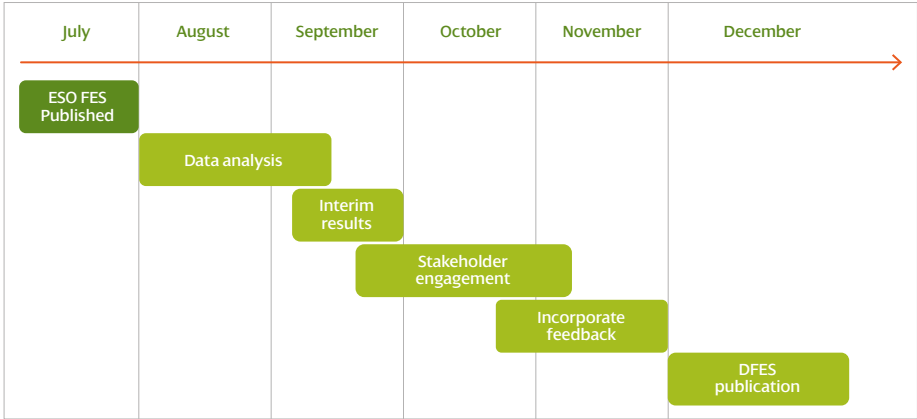 July
August
September
October
November
December
ESO FES
Published
Data analysis
Interim
results
Stakeholder
engagement
Incorporate
feedback
DFES
publication